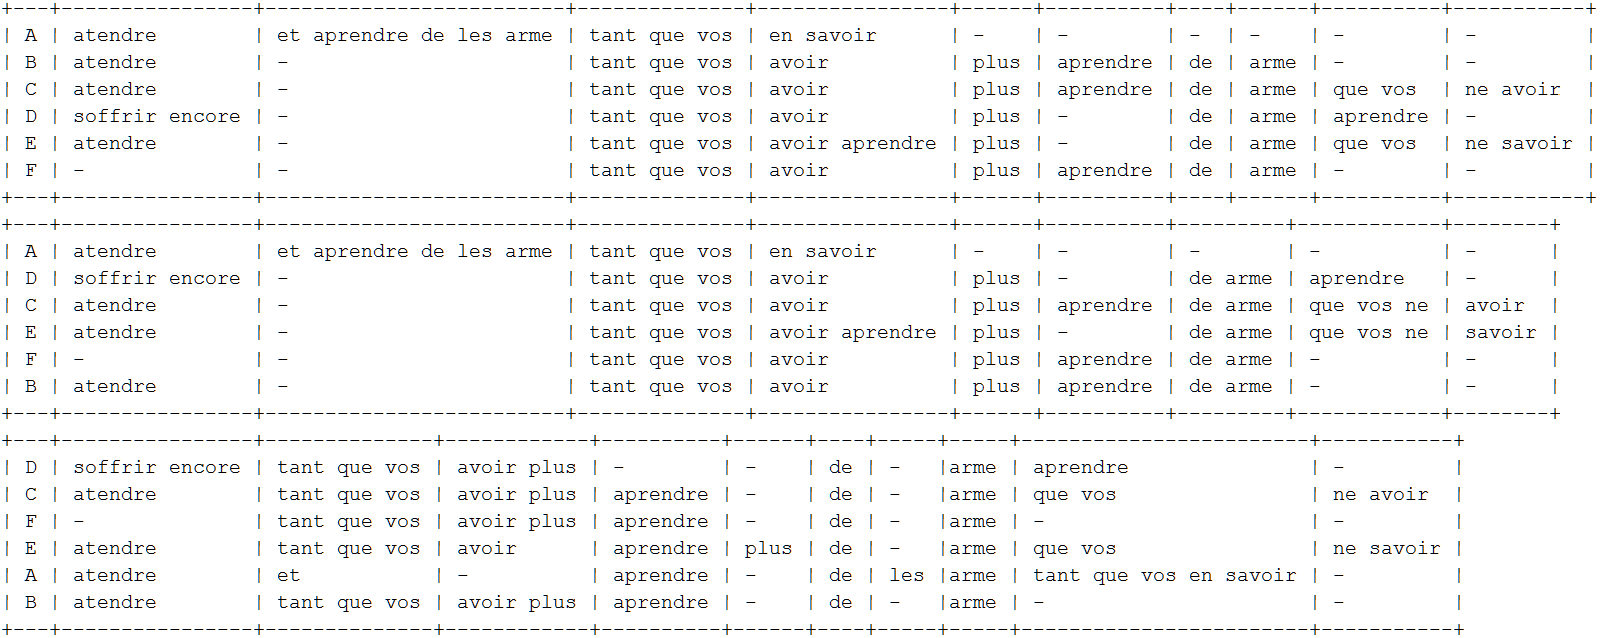 +---+----------------+-------------------------+--------------+----------------+------+----------+----+------+----------+-----------+
| A | atendre | et aprendre de les arme | tant que vos | en savoir | - | - | - | - | - | - |
| B | atendre | - | tant que vos | avoir | plus | aprendre | de | arme | - | - |
| C | atendre | - | tant que vos | avoir | plus | aprendre | de | arme | que vos | ne avoir |
| D | soffrir encore | - | tant que vos | avoir | plus | - | de | arme | aprendre | - |
| E | atendre | - | tant que vos | avoir aprendre | plus | - | de | arme | que vos | ne savoir |
| F | - | - | tant que vos | avoir | plus | aprendre | de | arme | - | - |
+---+----------------+-------------------------+--------------+----------------+------+----------+----+------+----------+-----------+
+---+----------------+-------------------------+--------------+----------------+------+----------+---------+------------+--------+
| A | atendre | et aprendre de les arme | tant que vos | en savoir | - | - | - | - | - |
| D | soffrir encore | - | tant que vos | avoir | plus | - | de arme | aprendre | - |
| C | atendre | - | tant que vos | avoir | plus | aprendre | de arme | que vos ne | avoir |
| E | atendre | - | tant que vos | avoir aprendre | plus | - | de arme | que vos ne | savoir |
| F | - | - | tant que vos | avoir | plus | aprendre | de arme | - | - |
| B | atendre | - | tant que vos | avoir | plus | aprendre | de arme | - | - |
+---+----------------+-------------------------+--------------+----------------+------+----------+---------+------------+--------+
+---+----------------+--------------+------------+----------+------+----+-----+-----+------------------------+-----------+
| D | soffrir encore | tant que vos | avoir plus | - | - | de | - |arme | aprendre | - |
| C | atendre | tant que vos | avoir plus | aprendre | - | de | - |arme | que vos | ne avoir |
| F | - | tant que vos | avoir plus | aprendre | - | de | - |arme | - | - |
| E | atendre | tant que vos | avoir | aprendre | plus | de | - |arme | que vos | ne savoir |
| A | atendre | et | - | aprendre | - | de | les |arme | tant que vos en savoir | - |
| B | atendre | tant que vos | avoir plus | aprendre | - | de | - |arme | - | - |
+---+----------------+--------------+------------+----------+------+----+-----+-----+------------------------+-----------+